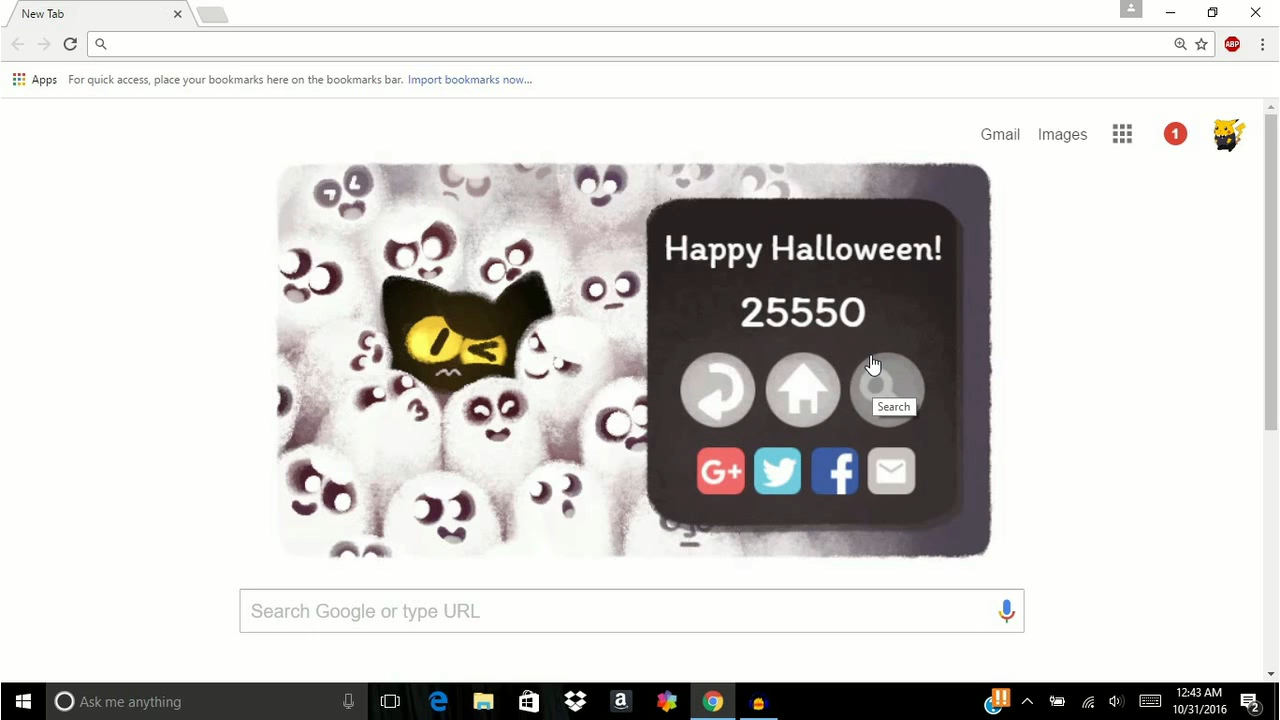 New Tab
ABP
Apps For quick access, place your bookmarks here on the bookmarks bar. Import bookmarks now...
Gmail Images 1
Happy Halloween!
25550
Search
G+
f
Search Google or type URL
Ask me anything
a
12:43 AM
10/31/2016
2